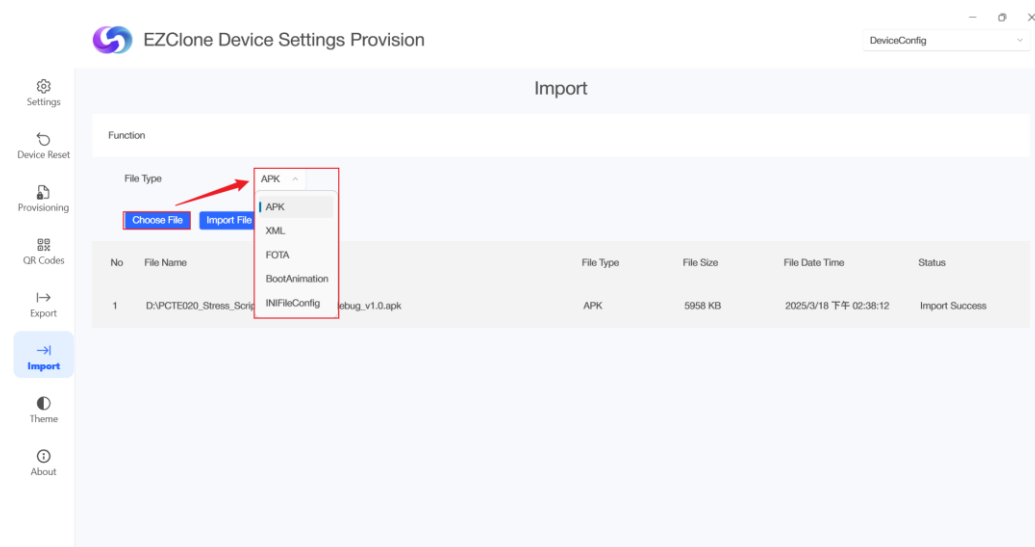 EZClone Device Settings Provision
DeviceConfig
Settings
Device Reset
Provisioning
QR Codes
Export
Import
Theme
About
Import
Function
File Type
APK
APK
XML
FOTA
BootAnimation
INIFileConfig
Choose File
Import File
No File Name File Type File Size File Date Time Status
1 D:\PCTE020_Stress_Scrip ebug_v1.0.apk APK 5958 KB 2025/3/18 下午 02:38:12 Import Success